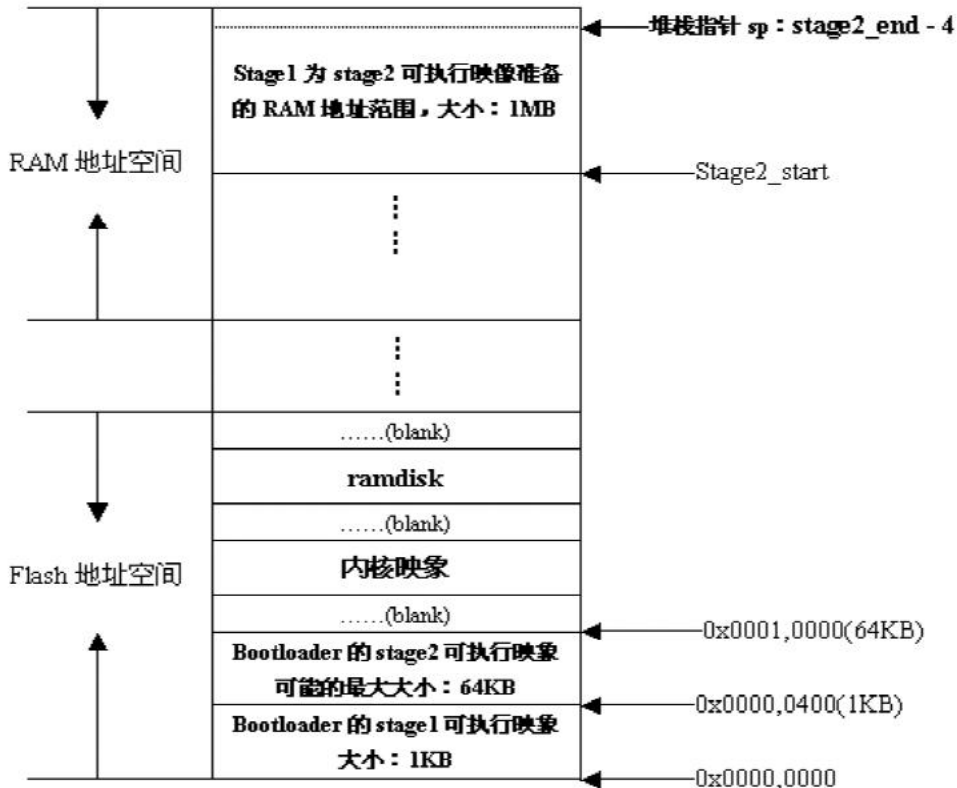 堆栈指针 sp：stage2_end - 4
Stage1 为 stage2 可执行映像准备
的 RAM 地址范围，大小：1MB
RAM 地址空间
Stage2_start
......(blank)
ramdisk
......(blank)
内核映象
Flash 地址空间
......(blank)
0x0001,0000(64KB)
Bootloader 的 stage2 可执行映象
可能的最大大小：64KB
0x0000,0400(1KB)
Bootloader 的 stage1 可执行映象
大小：1KB
0x0000,0000